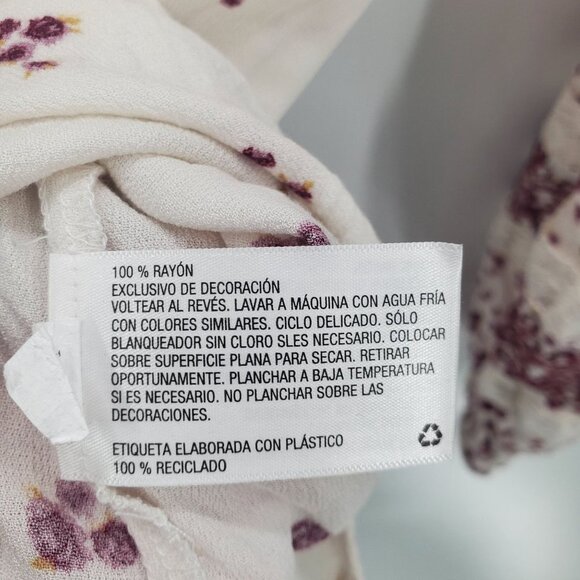 100 % RAYÓN
EXCLUSIVO DE DECORACIÓN
VOLTEAR AL REVÉS. LAVAR A MÁQUINA CON AGUA FRÍA
CON COLORES SIMILARES. CICLO DELICADO. SÓLO
BLANQUEADOR SIN CLORO SLES NECESARIO. COLOCAR
SOBRE SUPERFICIE PLANA PARA SECAR. RETIRAR
OPORTUNAMENTE. PLANCHAR A BAJA TEMPERATURA
SI ES NECESARIO. NO PLANCHAR SOBRE LAS
DECORACIONES.
ETIQUETA ELABORADA CON PLÁSTICO
100 % RECICLADO